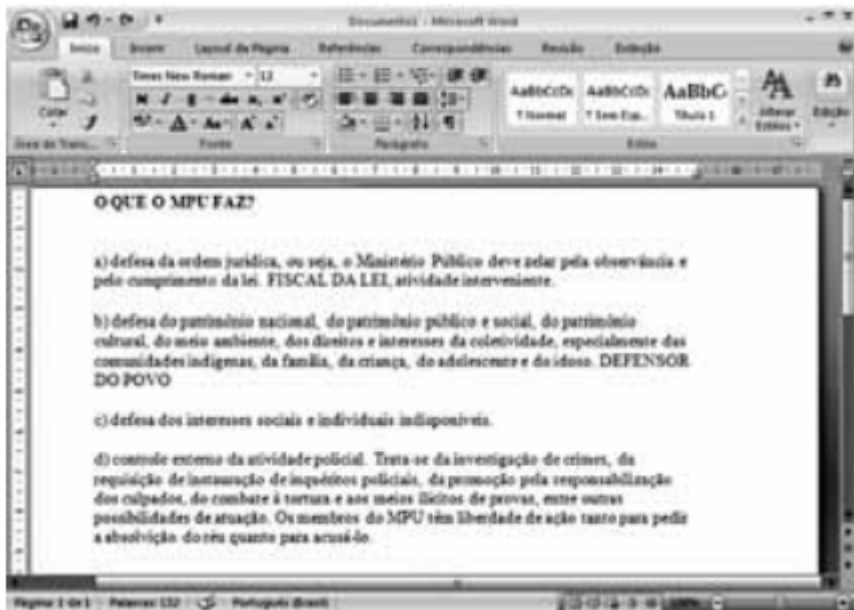 Documento1 - Microsoft Word
Início Inserir Layout da Página Referências Correspondências Revisão Exibição
Times New Roman 12
AaBbCcDc AaBbCcDc AaBbC
Colar
N I S abc
¶ Normal ¶ Sem Esp... Título 1 Alterar Estilos Edição
Área de Trans... Fonte Parágrafo Estilo
O QUE O MPU FAZ?
a) defesa da ordem jurídica, ou seja, o Ministério Público deve zelar pela observância e
pelo cumprimento da lei. FISCAL DA LEI, atividade interveniente.
b) defesa do patrimônio nacional, do patrimônio público e social, do patrimônio
cultural, do meio ambiente, dos direitos e interesses da coletividade, especialmente das
comunidades indígenas, da família, da criança, do adolescente e do idoso. DEFENSOR
DO POVO
c) defesa dos interesses sociais e individuais indisponíveis.
d) controle externo da atividade policial. Trata-se da investigação de crimes, da
requisição de instauração de inquéritos policiais, da promoção pela responsabilização
dos culpados, do combate à tortura e aos meios ilícitos de provas, entre outras
possibilidades de atuação. Os membros do MPU têm liberdade de ação tanto para pedir
a absolvição do réu quanto para acusá-lo.
Página: 1 de 1 Palavras: 132 Português (Brasil) 100%